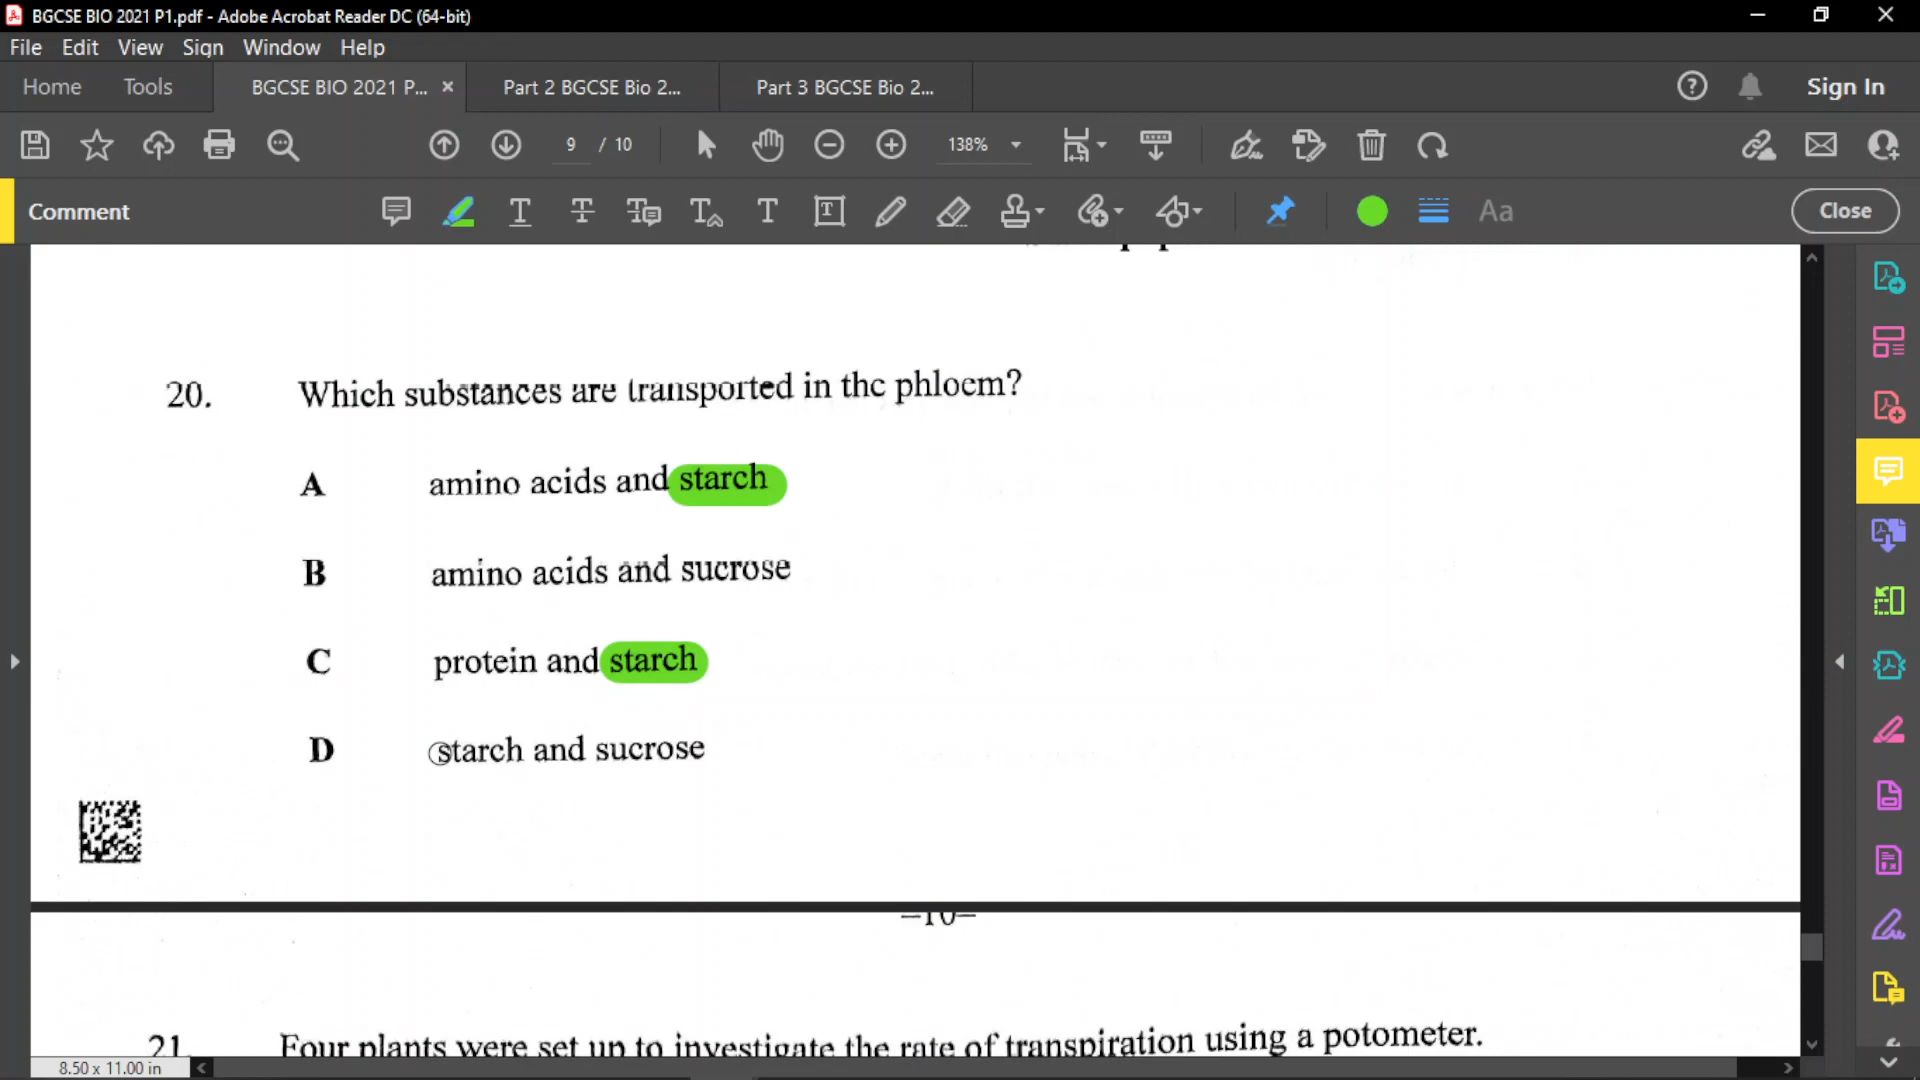 BGCSE BIO 2021 P1.pdf - Adobe Acrobat Reader DC (64-bit)
File Edit View Sign Window Help
Home Tools BGCSE BIO 2021 P... × Part 2 BGCSE Bio 2... Part 3 BGCSE Bio 2... Sign In
9 / 10 138%
Comment Aa Close
20. Which substances are transported in the phloem?
A amino acids and starch
B amino acids and sucrose
C protein and starch
D starch and sucrose
–10–
21. Four plants were set up to investigate the rate of transpiration using a potometer.
8.50 x 11.00 in